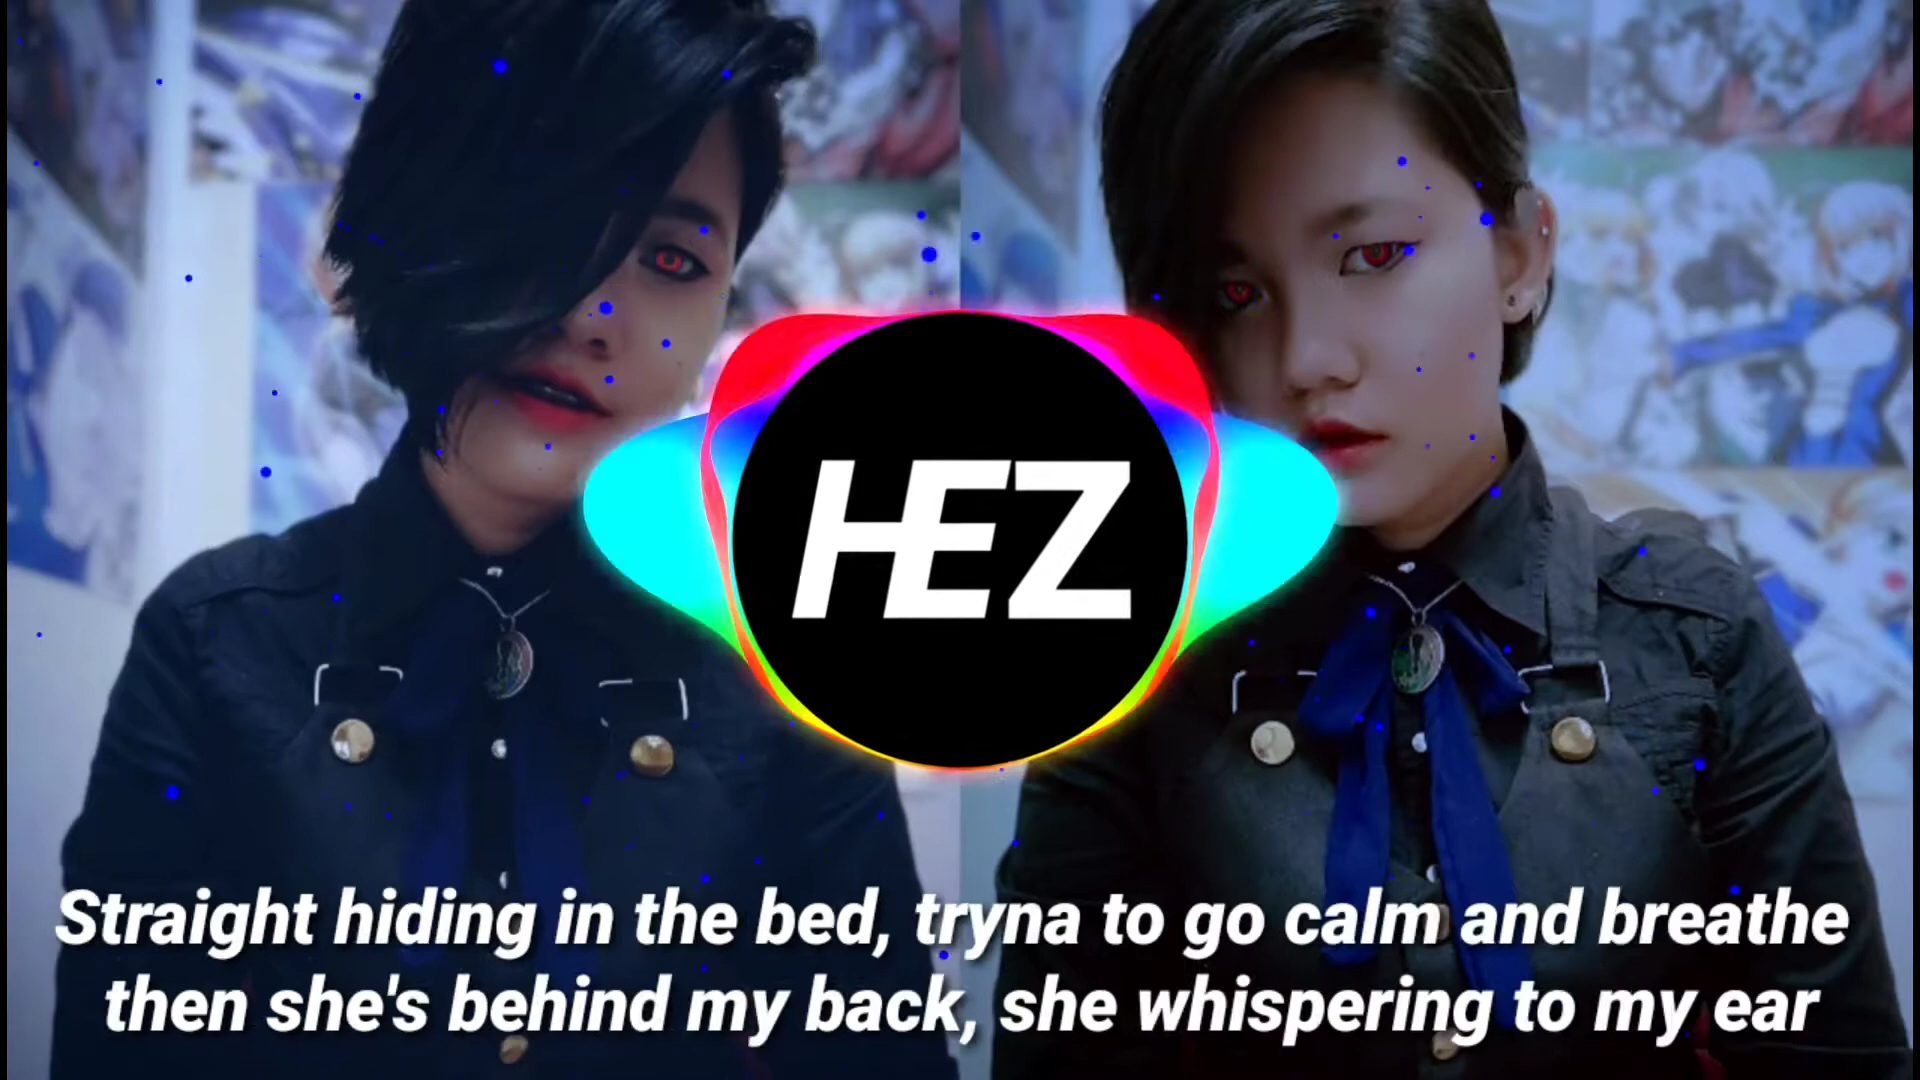 HEZ
Straight hiding in the bed, tryna to go calm and breathe
then she's behind my back, she whispering to my ear